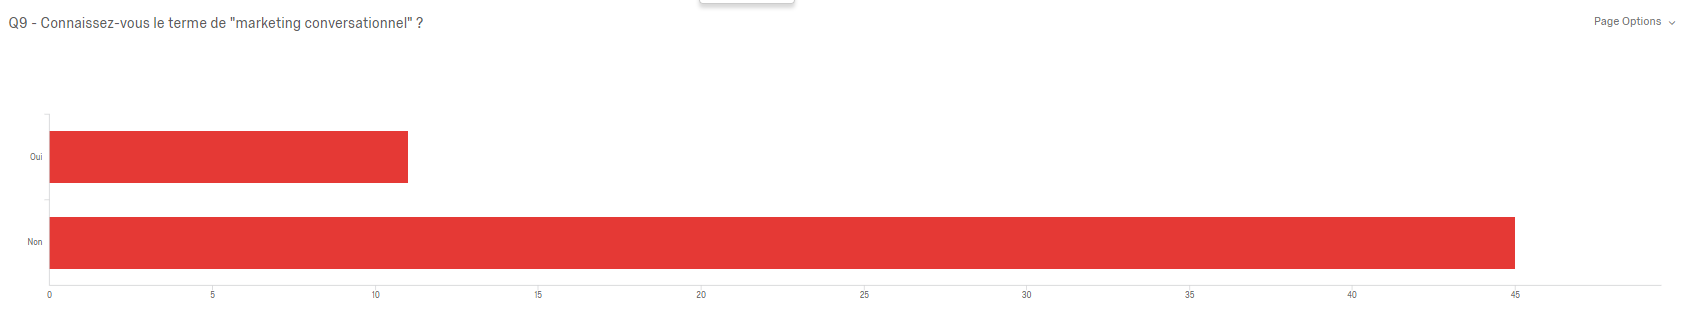 Q9 - Connaissez-vous le terme de "marketing conversationnel" ?
Page Options
Oui
Non
0 5 10 15 20 25 30 35 40 45